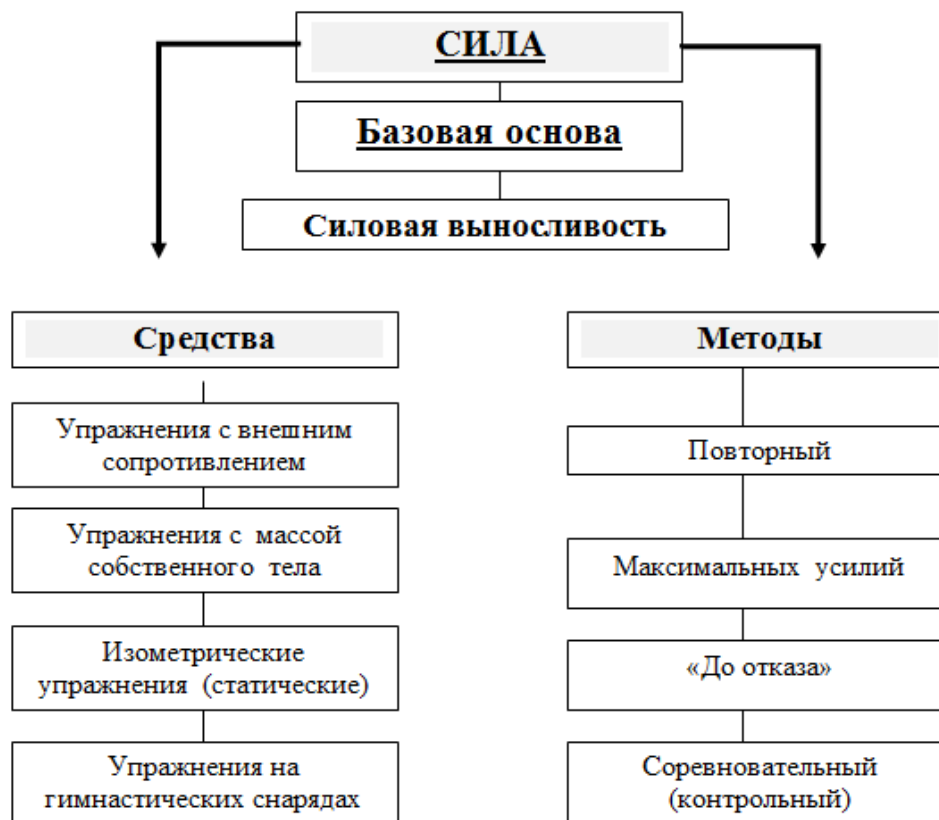 СИЛА
Базовая основа
Силовая выносливость
Средства
Упражнения с внешним
сопротивлением
Упражнения с массой
собственного тела
Изометрические
упражнения (статические)
Упражнения на
гимнастических снарядах
Методы
Повторный
Максимальных усилий
«До отказа»
Соревновательный
(контрольный)